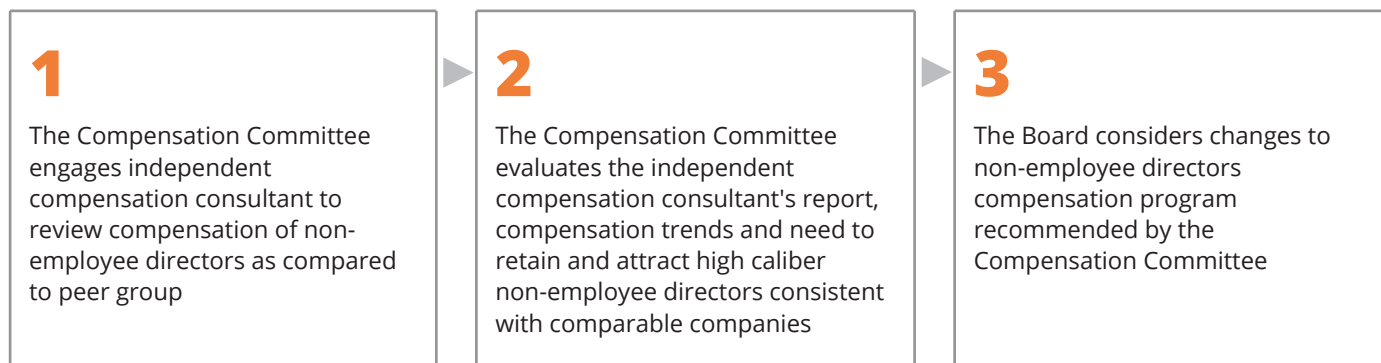 1
The Compensation Committee
engages independent
compensation consultant to
review compensation of non-
employee directors as compared
to peer group
2
The Compensation Committee
evaluates the independent
compensation consultant's report,
compensation trends and need to
retain and attract high caliber
non-employee directors consistent
with comparable companies
3
The Board considers changes to
non-employee directors
compensation program
recommended by the
Compensation Committee